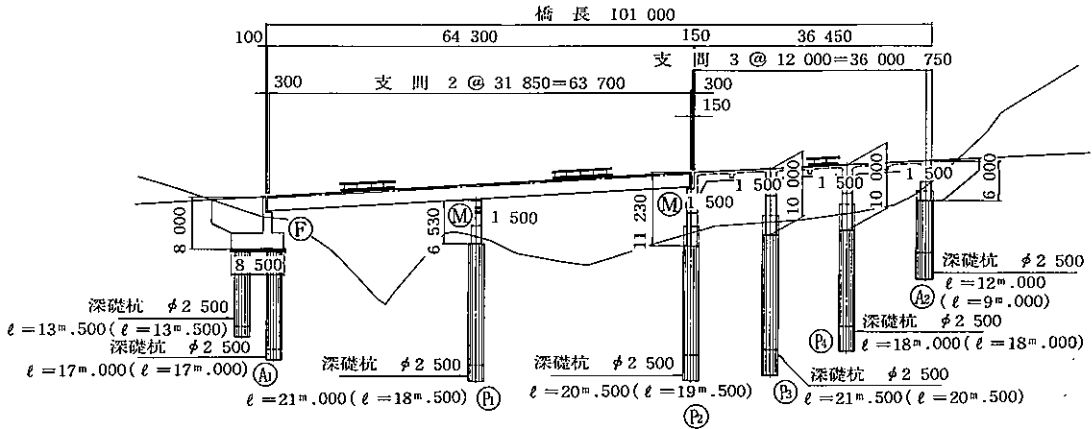 橋 長 101 000
100 64 300 150 36 450
支 間 3 @ 12 000=36 000 750
300 支 間 2 @ 31 850=63 700 300
150
8 000
F
8 500
M
1 500
6 530
M
500
11 230
1 500
10 000
1 500
10 000
1 500
6 000
深礎杭 φ2 500
ℓ=13ᵐ.500(ℓ=13ᵐ.500)
深礎杭 φ2 500
ℓ=17ᵐ.000(ℓ=17ᵐ.000)
A₁
深礎杭 φ2 500
ℓ=21ᵐ.000(ℓ=18ᵐ.500)
P₁
深礎杭 φ2 500
ℓ=20ᵐ.500(ℓ=19ᵐ.500)
P₂
深礎杭 φ2 500
ℓ=21ᵐ.500(ℓ=20ᵐ.500)
P₃
深礎杭 φ2 500
ℓ=18ᵐ.000(ℓ=18ᵐ.000)
P₄
深礎杭 φ2 500
ℓ=12ᵐ.000
(ℓ=9ᵐ.000)
A₂